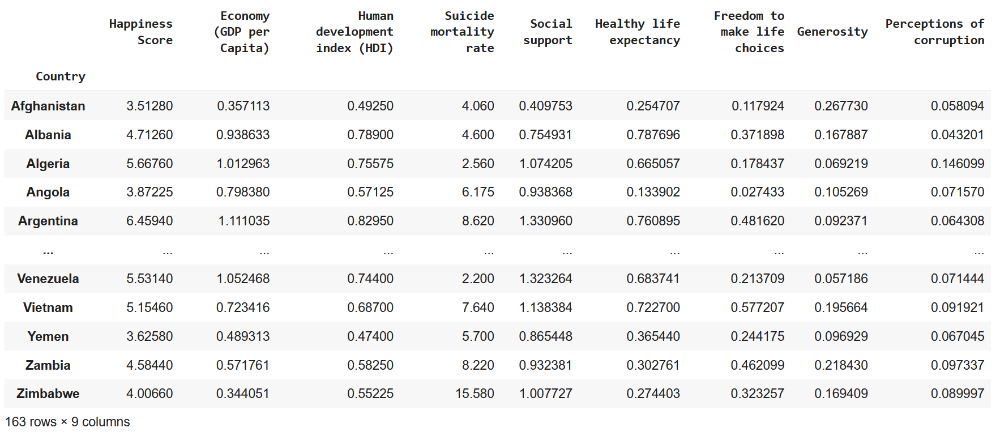 Happiness Score Economy (GDP per Capita) Human development index (HDI) Suicide mortality rate Social support Healthy life expectancy Freedom to make life choices Generosity Perceptions of corruption
Country
Afghanistan 3.51280 0.357113 0.49250 4.060 0.409753 0.254707 0.117924 0.267730 0.058094
Albania 4.71260 0.938633 0.78900 4.600 0.754931 0.787696 0.371898 0.167887 0.043201
Algeria 5.66760 1.012963 0.75575 2.560 1.074205 0.665057 0.178437 0.069219 0.146099
Angola 3.87225 0.798380 0.57125 6.175 0.938368 0.133902 0.027433 0.105269 0.071570
Argentina 6.45940 1.111035 0.82950 8.620 1.330960 0.760895 0.481620 0.092371 0.064308
... ... ... ... ... ... ... ... ... ...
Venezuela 5.53140 1.052468 0.74400 2.200 1.323264 0.683741 0.213709 0.057186 0.071444
Vietnam 5.15460 0.723416 0.68700 7.640 1.138384 0.722700 0.577207 0.195664 0.091921
Yemen 3.62580 0.489313 0.47400 5.700 0.865448 0.365440 0.244175 0.096929 0.067045
Zambia 4.58440 0.571761 0.58250 8.220 0.932381 0.302761 0.462099 0.218430 0.097337
Zimbabwe 4.00660 0.344051 0.55225 15.580 1.007727 0.274403 0.323257 0.169409 0.089997
163 rows × 9 columns